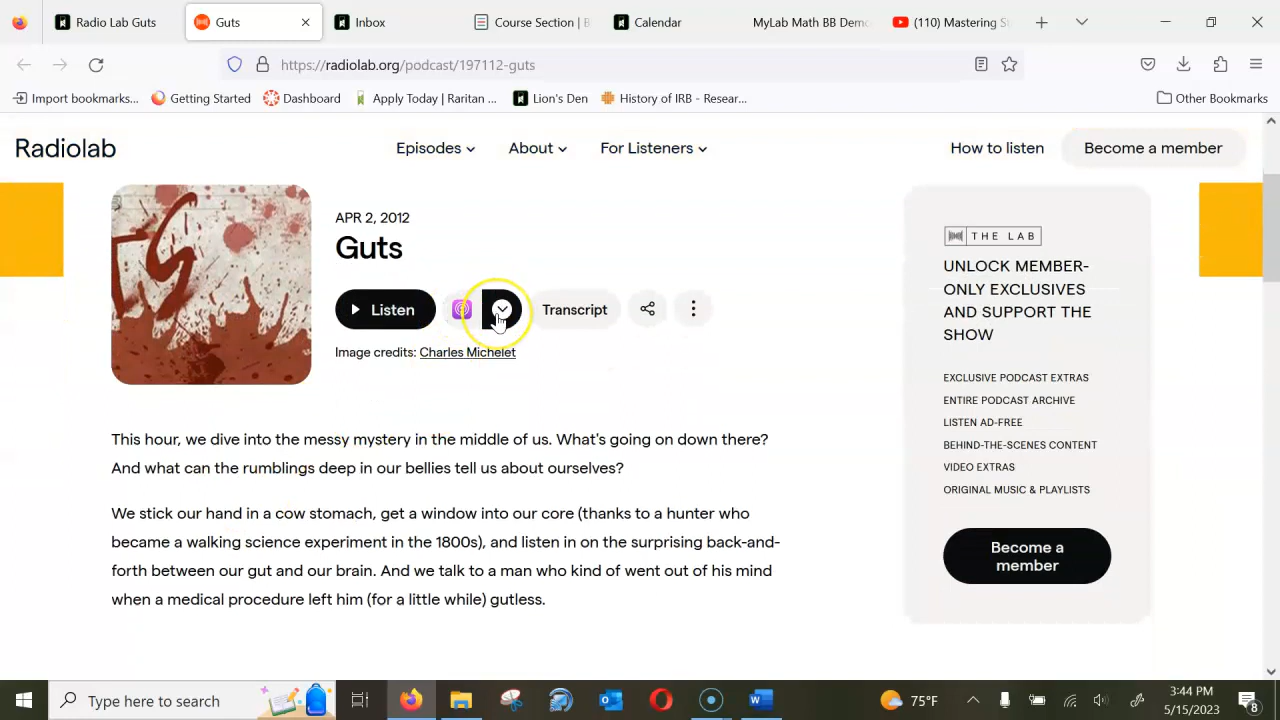 Radio Lab Guts
Guts
Inbox
Course Section | B
Calendar
MyLab Math BB Demo
(110) Mastering S
https://radiolab.org/podcast/197112-guts
Import bookmarks...
Getting Started
Dashboard
Apply Today | Raritan ...
Lion's Den
History of IRB - Resear...
Other Bookmarks
Radiolab
Episodes
About
For Listeners
How to listen
Become a member
APR 2, 2012
Guts
Listen
Transcript
Image credits: Charles Michelet
THE LAB
UNLOCK MEMBER-
ONLY EXCLUSIVES
AND SUPPORT THE
SHOW
EXCLUSIVE PODCAST EXTRAS
ENTIRE PODCAST ARCHIVE
LISTEN AD-FREE
BEHIND-THE-SCENES CONTENT
VIDEO EXTRAS
ORIGINAL MUSIC & PLAYLISTS
Become a
member
This hour, we dive into the messy mystery in the middle of us. What's going on down there?
And what can the rumblings deep in our bellies tell us about ourselves?
We stick our hand in a cow stomach, get a window into our core (thanks to a hunter who
became a walking science experiment in the 1800s), and listen in on the surprising back-and-
forth between our gut and our brain. And we talk to a man who kind of went out of his mind
when a medical procedure left him (for a little while) gutless.
Type here to search
75°F
3:44 PM
5/15/2023
8